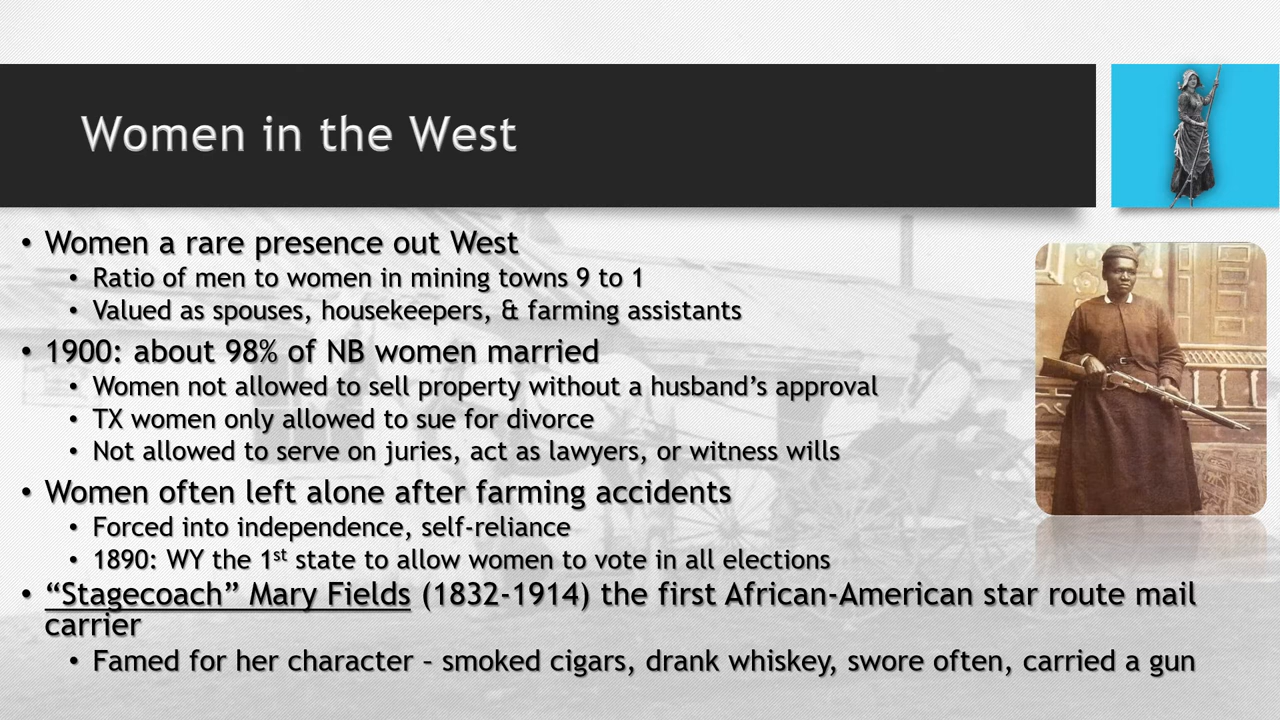 Women in the West
• Women a rare presence out West
• Ratio of men to women in mining towns 9 to 1
• Valued as spouses, housekeepers, & farming assistants
• 1900: about 98% of NB women married
• Women not allowed to sell property without a husband’s approval
• TX women only allowed to sue for divorce
• Not allowed to serve on juries, act as lawyers, or witness wills
• Women often left alone after farming accidents
• Forced into independence, self-reliance
• 1890: WY the 1st state to allow women to vote in all elections
• “Stagecoach” Mary Fields (1832-1914) the first African-American star route mail
carrier
• Famed for her character – smoked cigars, drank whiskey, swore often, carried a gun